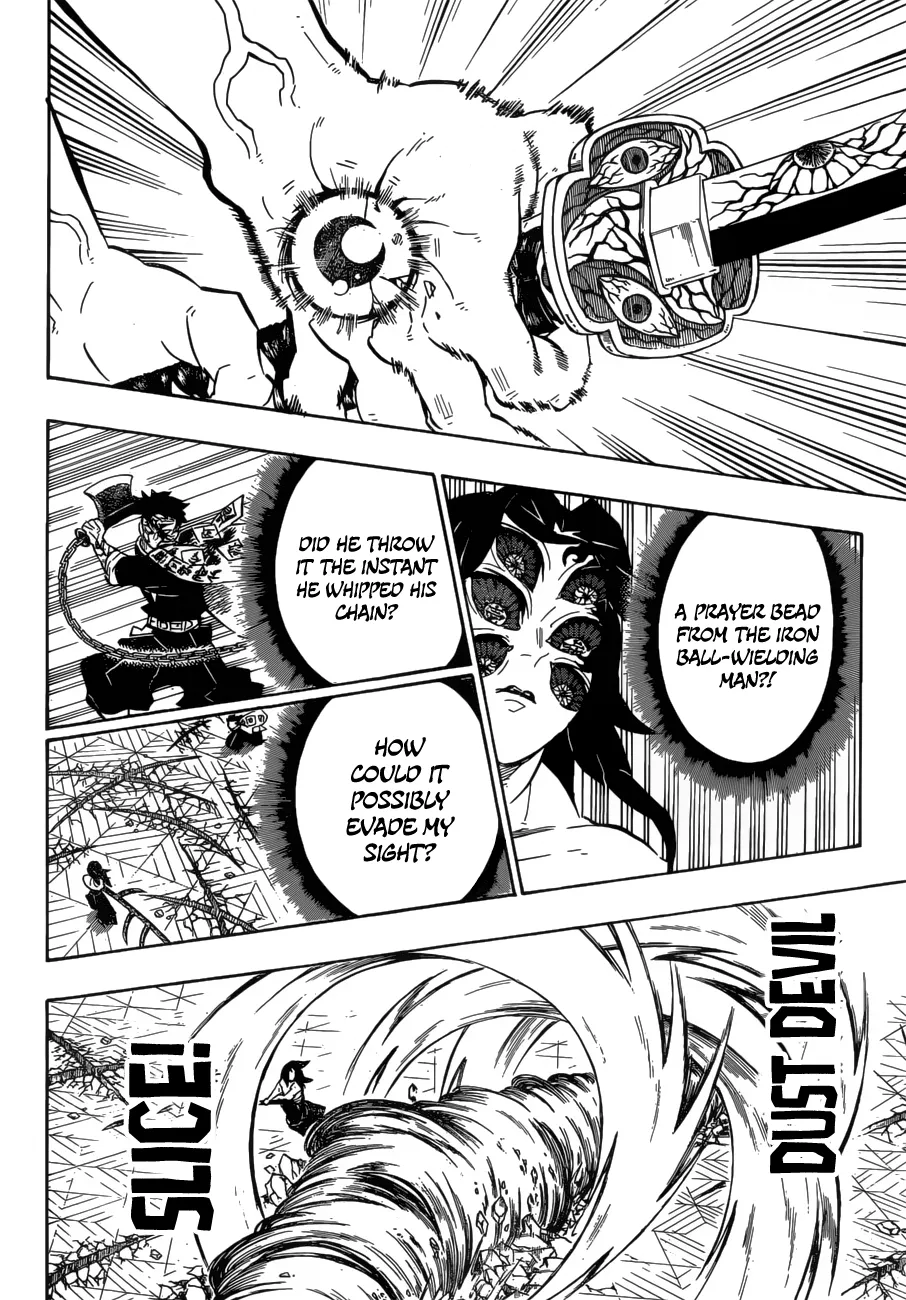 A PRAYER BEAD
FROM THE IRON
BALL-WIELDING
MAN?!
DID HE THROW
IT THE INSTANT
HE WHIPPED HIS
CHAIN?
HOW
COULD IT
POSSIBLY
EVADE MY
SIGHT?
DUST DEVIL
SLICE!